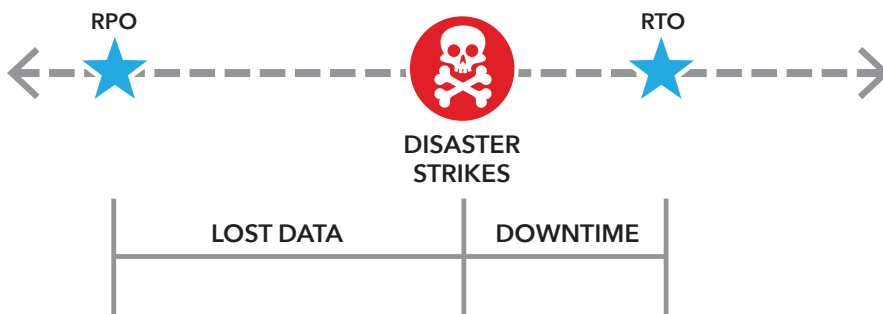 RPO
RTO
DISASTER
STRIKES
LOST DATA
DOWNTIME